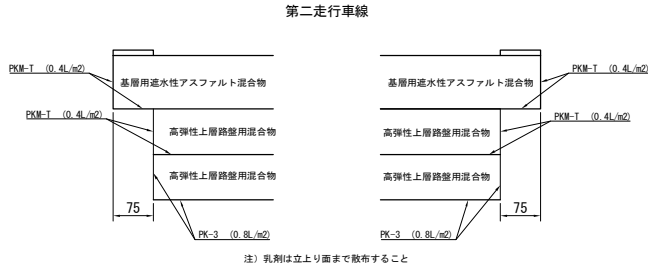 第二走行車線
PKM-T (0.4L/m2) 基層用遮水性アスファルト混合物 基層用遮水性アスファルト混合物 PKM-T (0.4L/m2)
PKM-T (0.4L/m2) 高弾性上層路盤用混合物 高弾性上層路盤用混合物 PKM-T (0.4L/m2)
高弾性上層路盤用混合物 高弾性上層路盤用混合物
75 75
PK-3 (0.8L/m2) PK-3 (0.8L/m2)
注）乳剤は立上り面まで散布すること